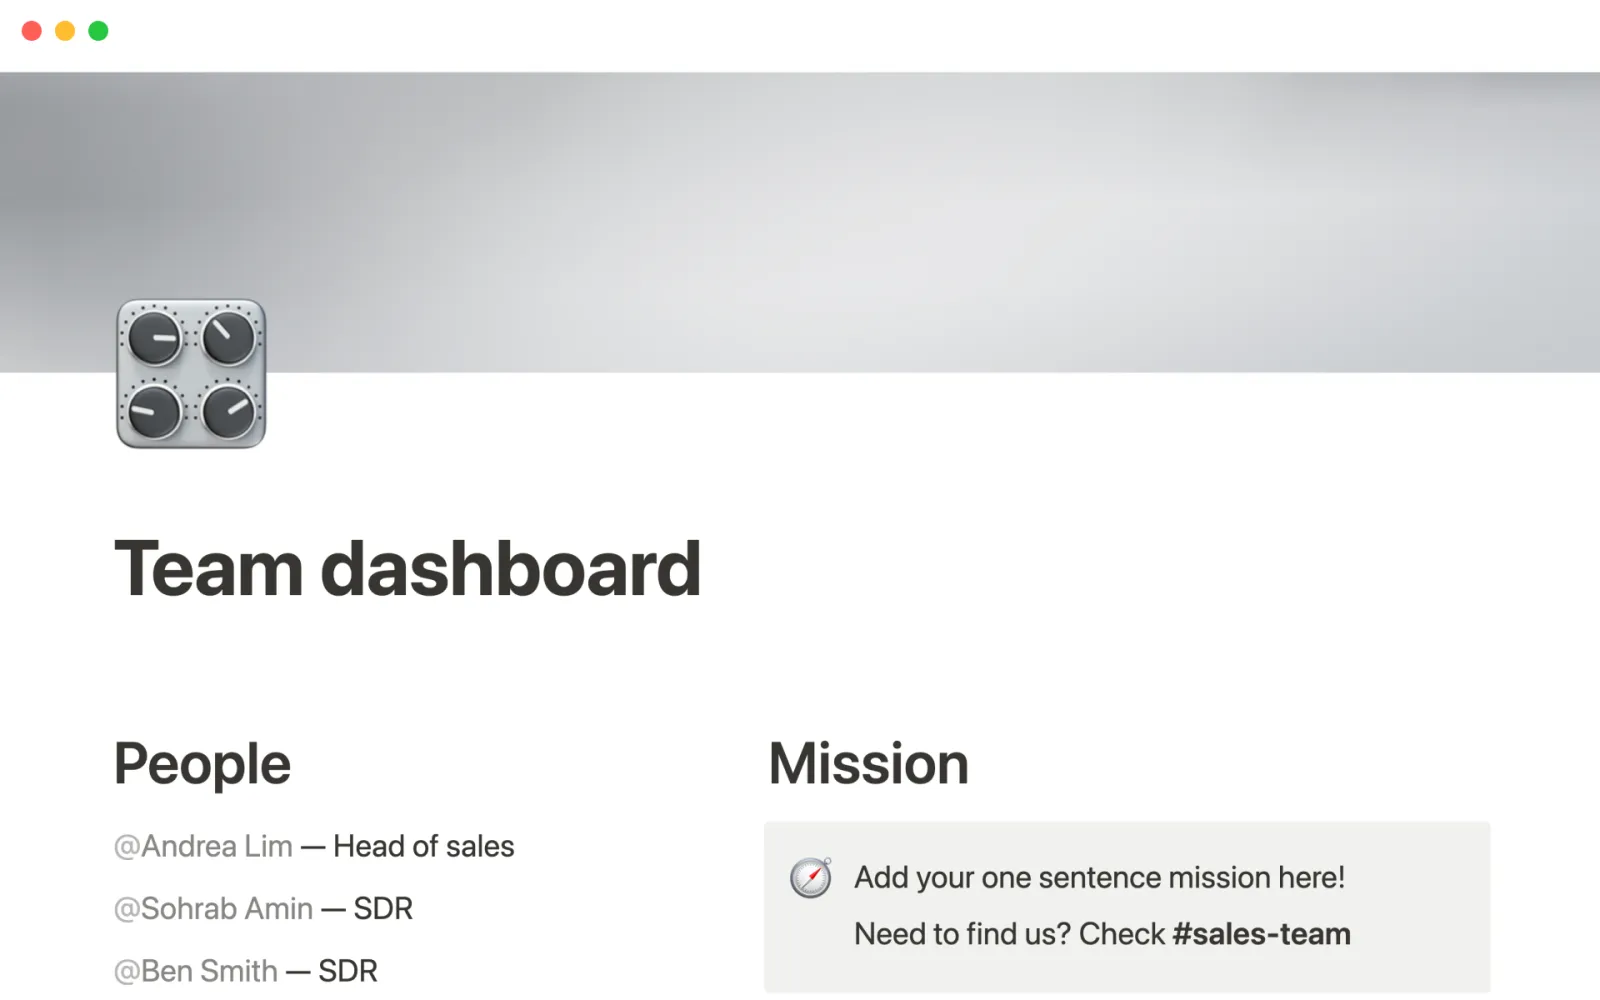 Team dashboard
People
@Andrea Lim — Head of sales
@Sohrab Amin — SDR
@Ben Smith — SDR
Mission
Add your one sentence mission here!
Need to find us? Check #sales-team